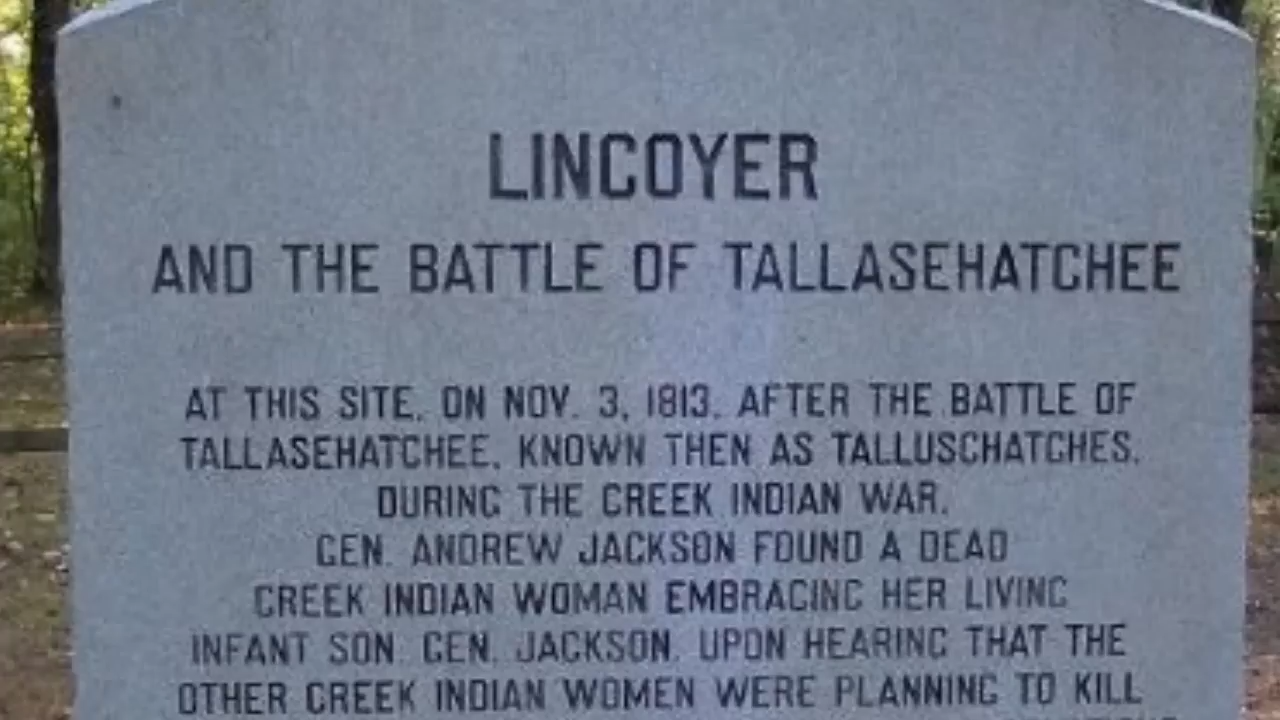 LINCOYER
AND THE BATTLE OF TALLASEHATCHEE
AT THIS SITE, ON NOV. 3, 1813, AFTER THE BATTLE OF
TALLASEHATCHEE, KNOWN THEN AS TALLUSCHATCHES,
DURING THE CREEK INDIAN WAR,
GEN. ANDREW JACKSON FOUND A DEAD
CREEK INDIAN WOMAN EMBRACING HER LIVING
INFANT SON. GEN. JACKSON, UPON HEARING THAT THE
OTHER CREEK INDIAN WOMEN WERE PLANNING TO KILL